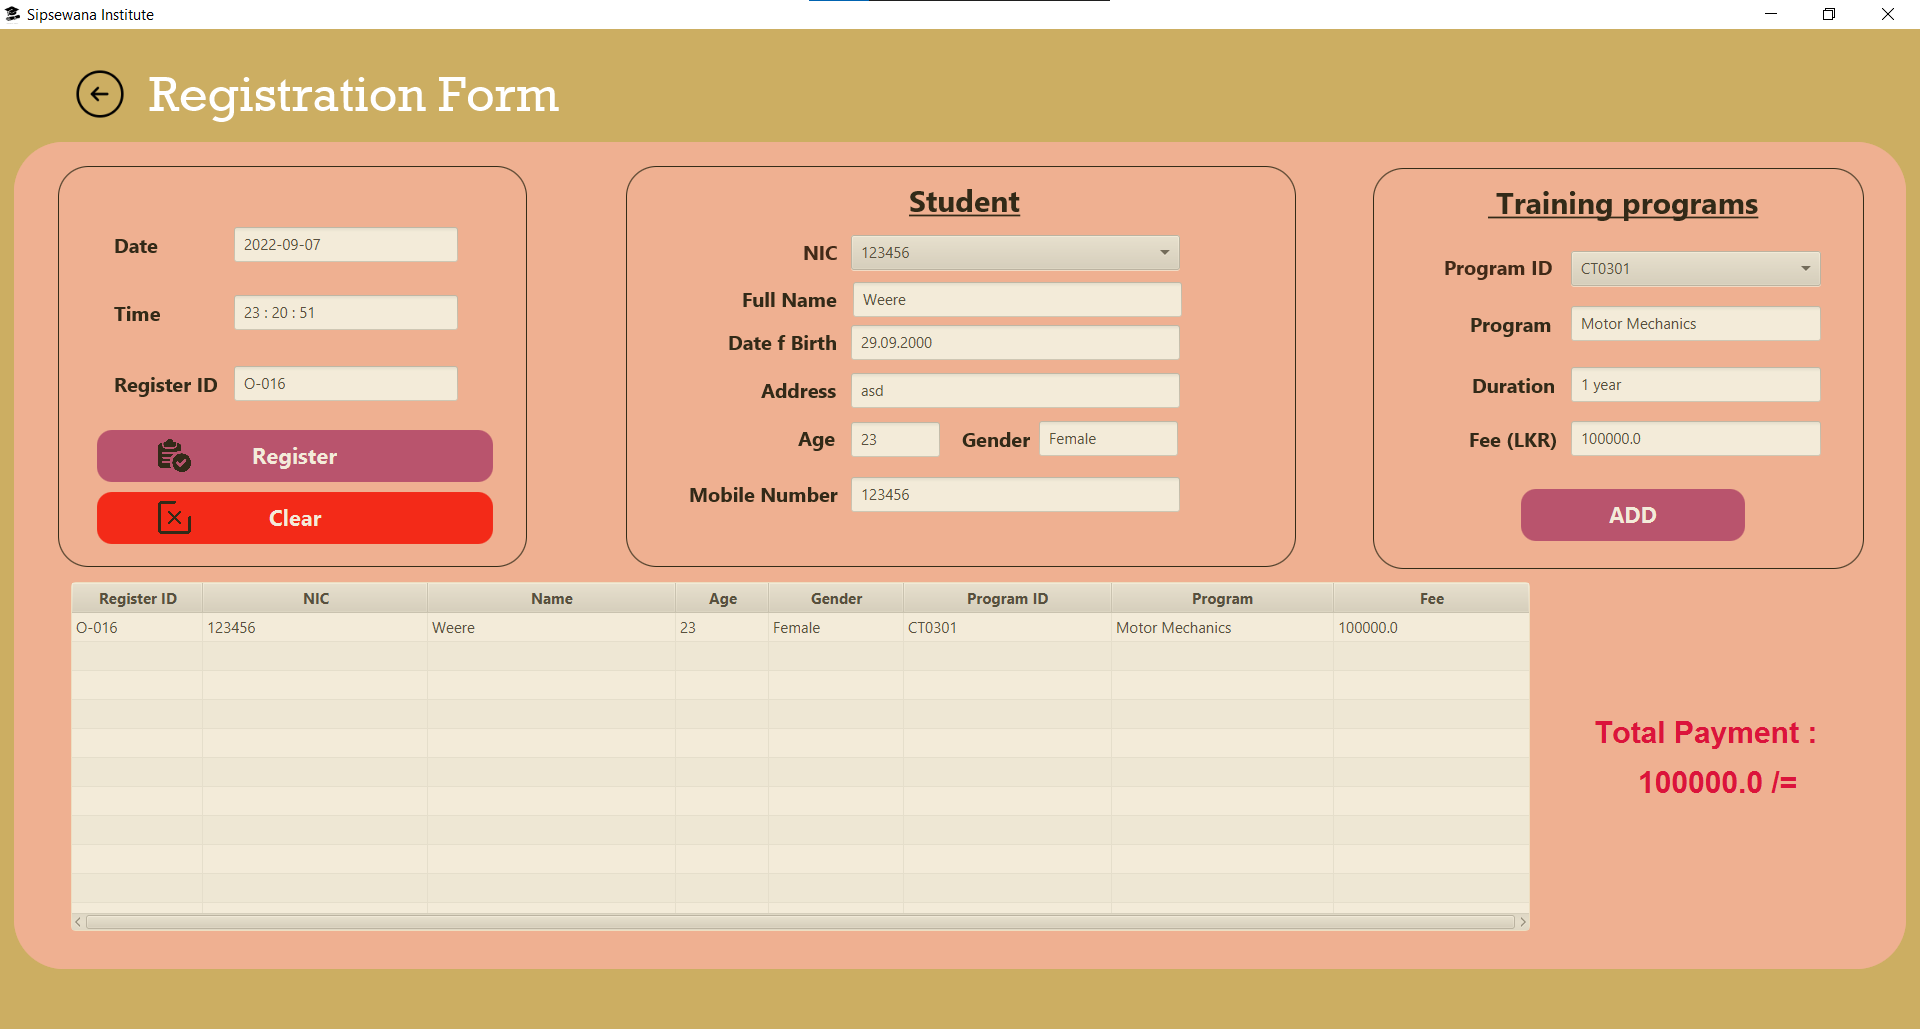 Sipsewana Institute
Registration Form
Date 2022-09-07
Time 23 : 20 : 51
Register ID O-016
Register
Clear
Student
NIC 123456
Full Name Weere
Date f Birth 29.09.2000
Address asd
Age 23 Gender Female
Mobile Number 123456
Training programs
Program ID CT0301
Program Motor Mechanics
Duration 1 year
Fee (LKR) 100000.0
ADD
Register ID NIC Name Age Gender Program ID Program Fee
O-016 123456 Weere 23 Female CT0301 Motor Mechanics 100000.0
Total Payment :
100000.0 /=